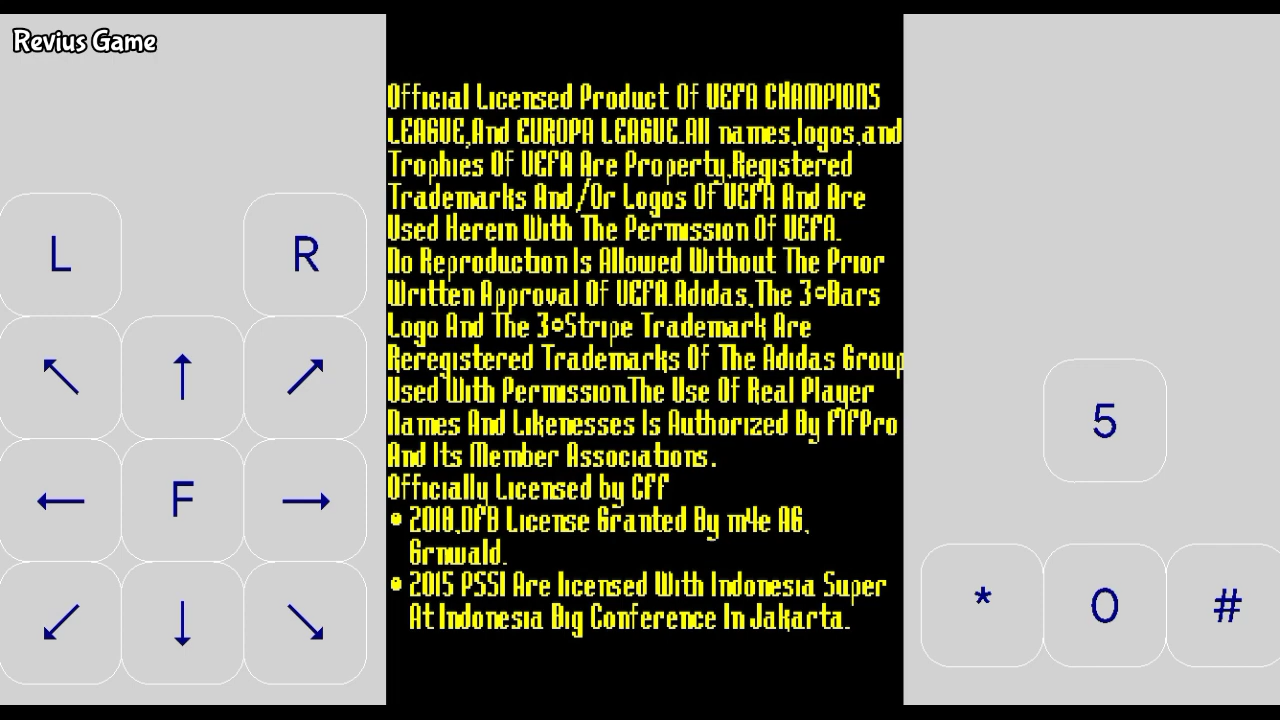 Revius Game
Official Licensed Product Of UEFA CHAMPIONS
LEAGUE,And EUROPA LEAGUE.All names,logos,and
Trophies Of UEFA Are Property,Registered
Trademarks And/Or Logos Of UEFA And Are
Used Herein With The Permission Of UEFA.
No Reproduction Is Allowed Without The Prior
Written Approval Of UEFA.Adidas,The 3•Bars
Logo And The 3•Stripe Trademark Are
Reregistered Trademarks Of The Adidas Group
Used With Permission.The Use Of Real Player
Names And Likenesses Is Authorized By FIFPro
And Its Member Associations.
Officially Licensed by CFF
• 2010,DFB License Granted By m4e AG,
Grnwald.
• 2015 PSSI Are licensed With Indonesia Super
At Indonesia Big Conference In Jakarta.
L
R
↖ ↑ ↗
← F →
↙ ↓ ↘
5
* 0 #